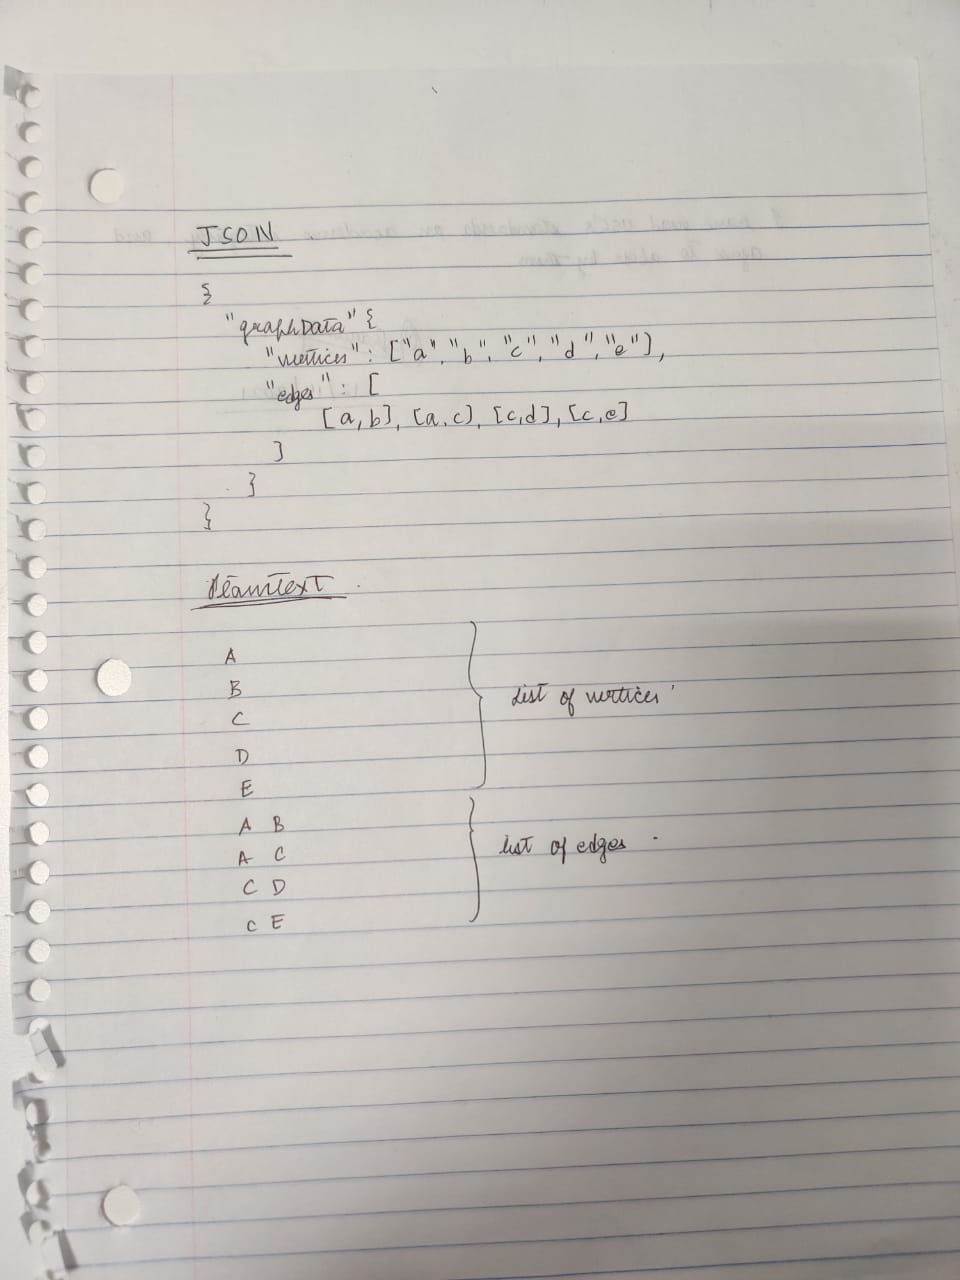 JSON
{
"graphData" {
"vertices" : ["a", "b", "c", "d", "e"],
"edges" : [
[a,b], [a,c], [c,d], [c,e]
]
}
}
Plaintext
A
B
C
D
E
list of vertices
A B
A C
C D
C E
list of edges